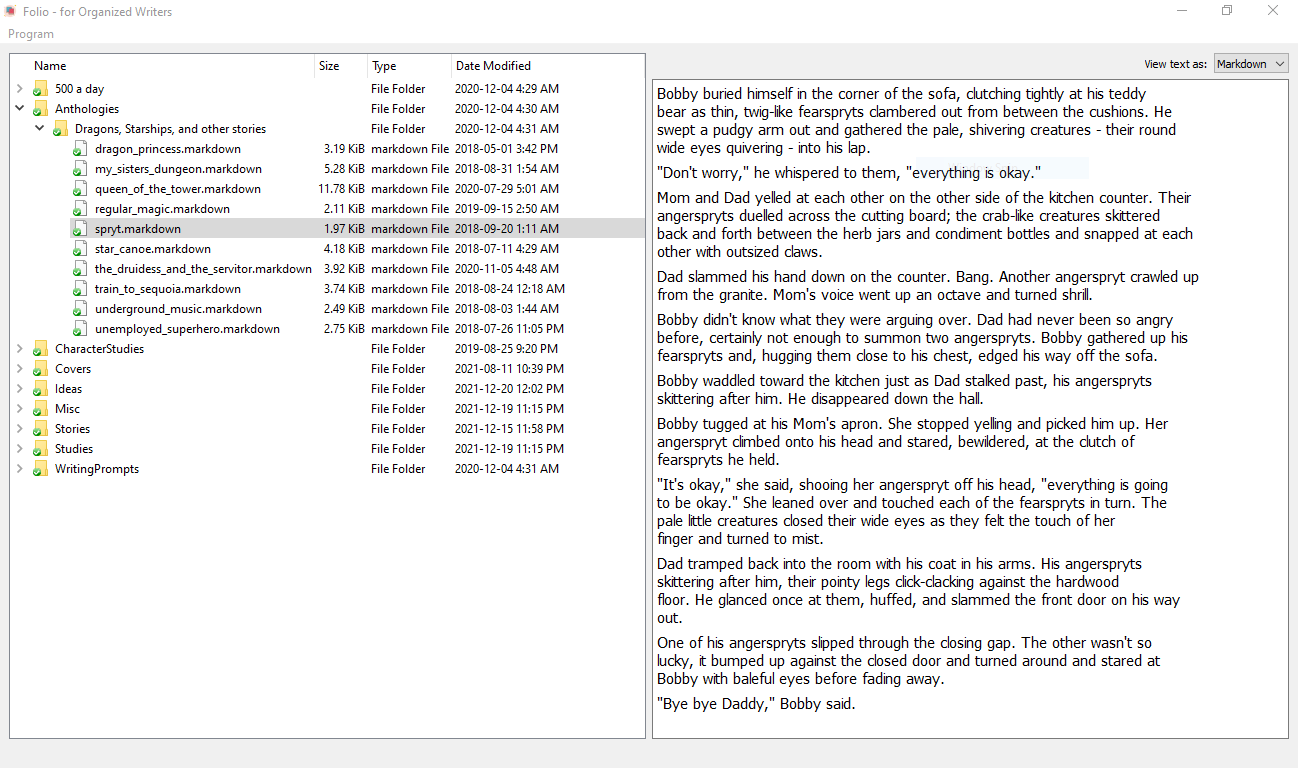 Folio - for Organized Writers
Program
Name Size Type Date Modified
500 a day File Folder 2020-12-04 4:29 AM
Anthologies File Folder 2020-12-04 4:30 AM
Dragons, Starships, and other stories File Folder 2020-12-04 4:31 AM
dragon_princess.markdown 3.19 KiB markdown File 2018-05-01 3:42 PM
my_sisters_dungeon.markdown 5.28 KiB markdown File 2018-08-31 1:54 AM
queen_of_the_tower.markdown 11.78 KiB markdown File 2020-07-29 5:01 AM
regular_magic.markdown 2.11 KiB markdown File 2019-09-15 2:50 AM
spryt.markdown 1.97 KiB markdown File 2018-09-20 1:11 AM
star_canoe.markdown 4.18 KiB markdown File 2018-07-11 4:29 AM
the_druidess_and_the_servitor.markdown 3.92 KiB markdown File 2020-11-05 4:48 AM
train_to_sequoia.markdown 3.74 KiB markdown File 2018-08-24 12:18 AM
underground_music.markdown 2.49 KiB markdown File 2018-08-03 1:44 AM
unemployed_superhero.markdown 2.75 KiB markdown File 2018-07-26 11:05 PM
CharacterStudies File Folder 2019-08-25 9:20 PM
Covers File Folder 2021-08-11 10:39 PM
Ideas File Folder 2021-12-20 12:02 PM
Misc File Folder 2021-12-19 11:15 PM
Stories File Folder 2021-12-15 11:58 PM
Studies File Folder 2021-12-19 11:15 PM
WritingPrompts File Folder 2020-12-04 4:31 AM
View text as: Markdown
Bobby buried himself in the corner of the sofa, clutching tightly at his teddy
bear as thin, twig-like fearspryts clambered out from between the cushions. He
swept a pudgy arm out and gathered the pale, shivering creatures - their round
wide eyes quivering - into his lap.
"Don't worry," he whispered to them, "everything is okay."
Mom and Dad yelled at each other on the other side of the kitchen counter. Their
angerspryts duelled across the cutting board; the crab-like creatures skittered
back and forth between the herb jars and condiment bottles and snapped at each
other with outsized claws.
Dad slammed his hand down on the counter. Bang. Another angerspryt crawled up
from the granite. Mom's voice went up an octave and turned shrill.
Bobby didn't know what they were arguing over. Dad had never been so angry
before, certainly not enough to summon two angerspryts. Bobby gathered up his
fearspryts and, hugging them close to his chest, edged his way off the sofa.
Bobby waddled toward the kitchen just as Dad stalked past, his angerspryts
skittering after him. He disappeared down the hall.
Bobby tugged at his Mom's apron. She stopped yelling and picked him up. Her
angerspryt climbed onto his head and stared, bewildered, at the clutch of
fearspryts he held.
"It's okay," she said, shooing her angerspryt off his head, "everything is going
to be okay." She leaned over and touched each of the fearspryts in turn. The
pale little creatures closed their wide eyes as they felt the touch of her
finger and turned to mist.
Dad tramped back into the room with his coat in his arms. His angerspryts
skittering after him, their pointy legs click-clacking against the hardwood
floor. He glanced once at them, huffed, and slammed the front door on his way
out.
One of his angerspryts slipped through the closing gap. The other wasn't so
lucky, it bumped up against the closed door and turned around and stared at
Bobby with baleful eyes before fading away.
"Bye bye Daddy," Bobby said.